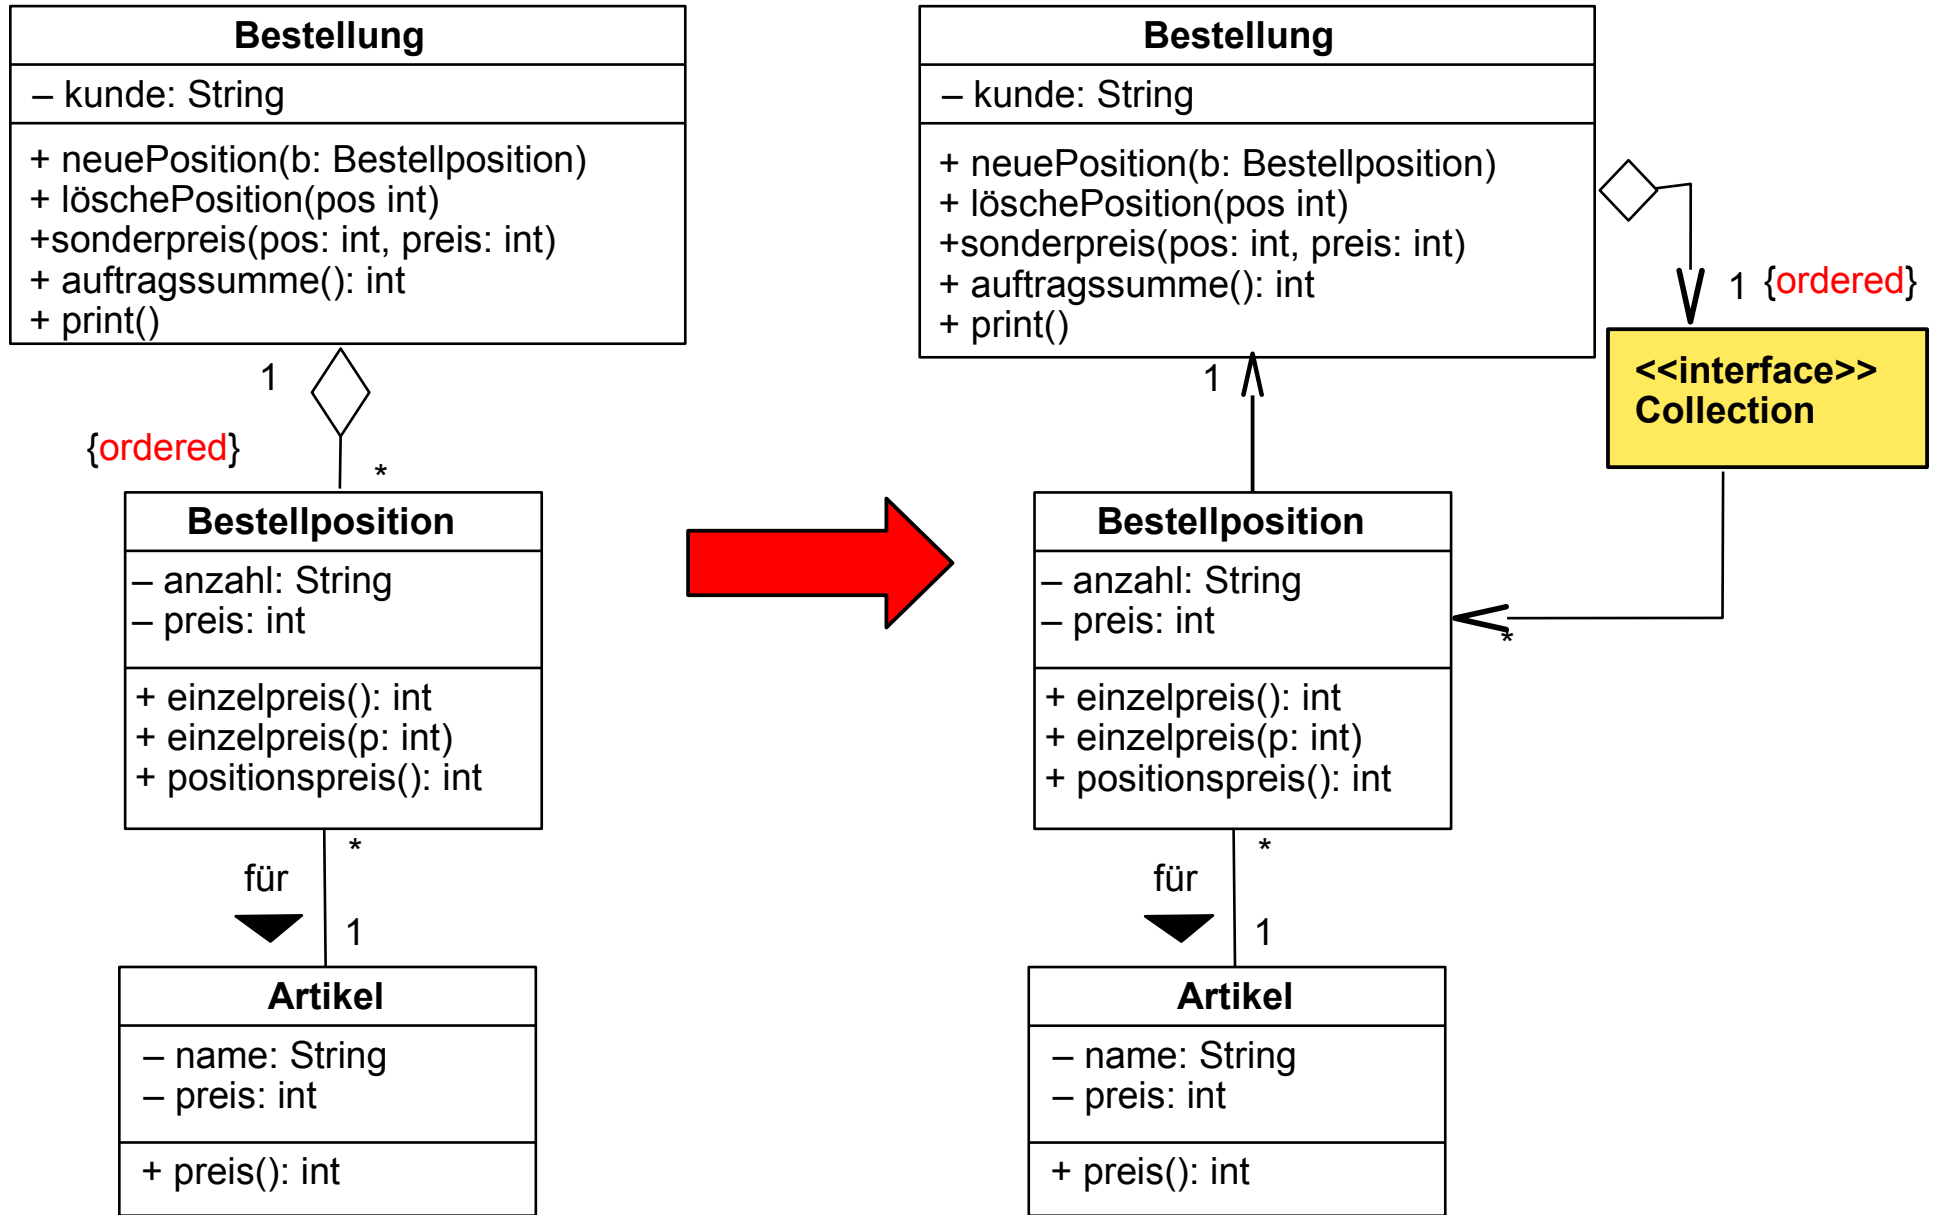 Bestellung
– kunde: String
+ neuePosition(b: Bestellposition)
+ löschePosition(pos int)
+sonderpreis(pos: int, preis: int)
+ auftragssumme(): int
+ print()
1
{ordered}
*
Bestellposition
– anzahl: String
– preis: int
+ einzelpreis(): int
+ einzelpreis(p: int)
+ positionspreis(): int
*
für
1
Artikel
– name: String
– preis: int
+ preis(): int
Bestellung
– kunde: String
+ neuePosition(b: Bestellposition)
+ löschePosition(pos int)
+sonderpreis(pos: int, preis: int)
+ auftragssumme(): int
+ print()
1 {ordered}
<<interface>>
Collection
1
Bestellposition
– anzahl: String
– preis: int
*
+ einzelpreis(): int
+ einzelpreis(p: int)
+ positionspreis(): int
*
für
1
Artikel
– name: String
– preis: int
+ preis(): int